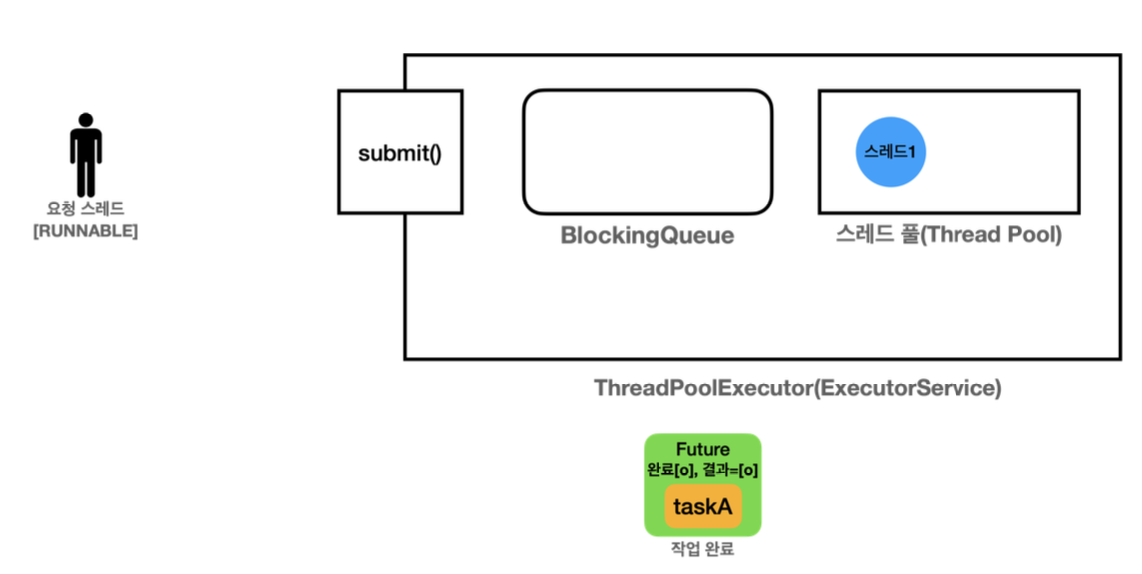 submit()
스레드1
요청 스레드
[RUNNABLE]
BlockingQueue
스레드 풀(Thread Pool)
ThreadPoolExecutor(ExecutorService)
Future
완료[o], 결과=[o]
taskA
작업 완료